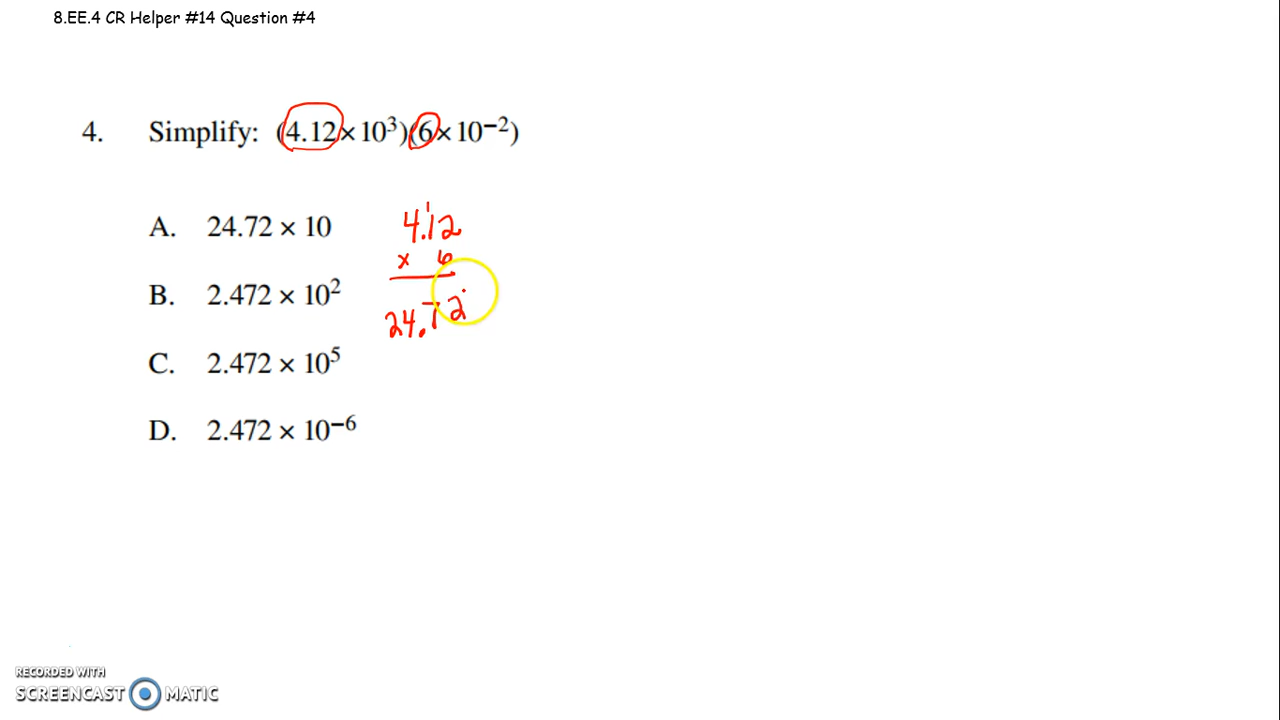 8.EE.4 CR Helper #14 Question #4
4. Simplify: (4.12 × 10³)(6 × 10⁻²)
A. 24.72 × 10
B. 2.472 × 10²
C. 2.472 × 10⁵
D. 2.472 × 10⁻⁶
1
4.12
x 6
24.72
RECORDED WITH
SCREENCAST MATIC